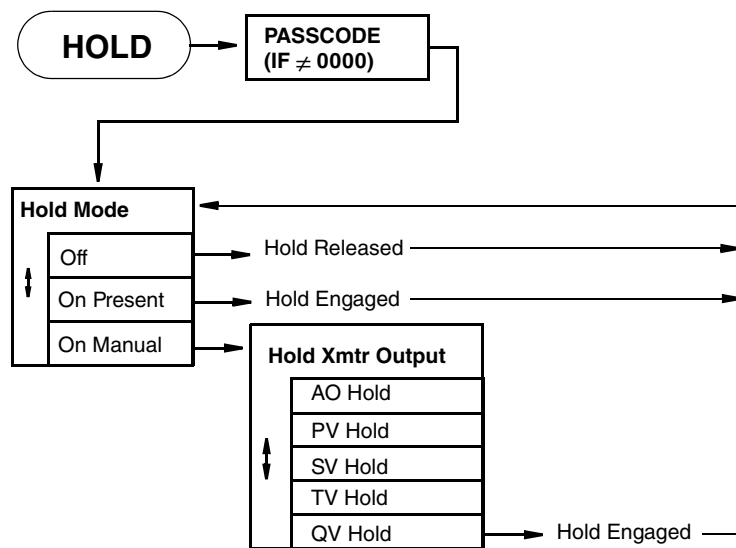 HOLD
PASSCODE
(IF ≠ 0000)
Hold Mode
Off
Hold Released
On Present
Hold Engaged
On Manual
Hold Xmtr Output
AO Hold
PV Hold
SV Hold
TV Hold
QV Hold
Hold Engaged